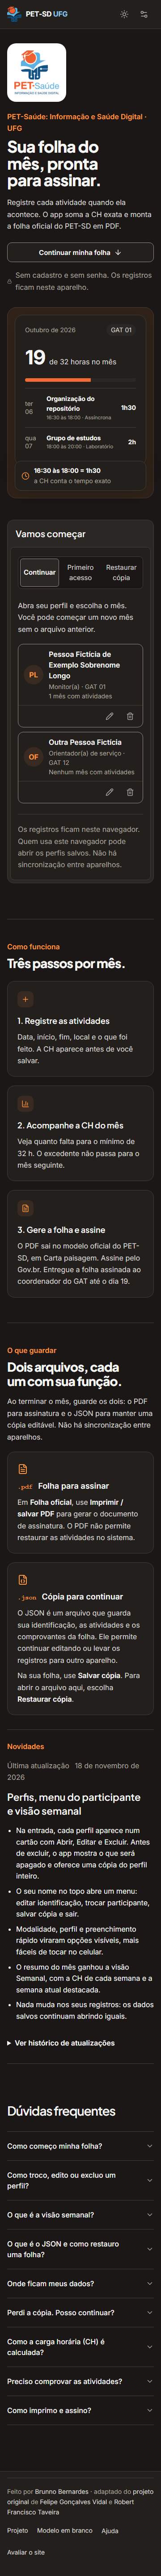 PET-SD UFG
PET-Saúde
INFORMAÇÃO E SAÚDE DIGITAL
PET-Saúde: Informação e Saúde Digital ·
UFG
Sua folha do
mês, pronta
para assinar.
Registre cada atividade quando ela
acontece. O app soma a CH exata e monta
a folha oficial do PET-SD em PDF.
Continuar minha folha ↓
Sem cadastro e sem senha. Os registros
ficam neste aparelho.
Outubro de 2026
GAT 01
19 de 32 horas no mês
ter
08
Organização do
repositório
16:30 às 18:00 · Assíncrona
1h30
qua
07
Grupo de estudos
18:00 às 20:00 · Laboratório
2h
16:30 às 18:00 = 1h30
a CH conta o tempo exato
Vamos começar
Continuar
Primeiro
acesso
Restaurar
cópia
Abra seu perfil e escolha o mês.
Você pode começar um novo mês
sem o arquivo anterior.
PL
Pessoa Fictícia de
Exemplo Sobrenome
Longo
Monitor(a) · GAT 01
1 mês com atividades
OF
Outra Pessoa Fictícia
Orientador(a) de serviço ·
GAT 12
Nenhum mês com atividades
Os registros ficam neste navegador.
Quem usa este navegador pode
abrir os perfis salvos. Não há
sincronização entre aparelhos.
Como funciona
Três passos por mês.
1. Registre as atividades
Data, início, fim, local e o que foi
feito. A CH aparece antes de você
salvar.
2. Acompanhe a CH do mês
Veja quanto falta para o mínimo de
32 h. O excedente não passa para o
mês seguinte.
3. Gere a folha e assine
O PDF sai no modelo oficial do PET-
SD, em Carta paisagem. Assine pelo
Gov.br. Entregue a folha assinada ao
coordenador do GAT até o dia 19.
O que guardar
Dois arquivos, cada
um com sua função.
Ao terminar o mês, guarde os dois: o PDF
para assinatura e o JSON para manter uma
cópia editável. Não há sincronização entre
aparelhos.
.pdf Folha para assinar
Em Folha oficial, use Imprimir /
salvar PDF para gerar o documento
de assinatura. O PDF não permite
restaurar as atividades no sistema.
.json Cópia para continuar
O JSON é um arquivo que guarda
sua identificação, as atividades e os
comprovantes da folha. Ele permite
continuar editando ou levar os
registros para outro aparelho.
Na sua folha, use Salvar cópia. Para
abrir o arquivo aqui, escolha
Restaurar cópia.
Novidades
Última atualização 18 de novembro de
2026
Perfis, menu do participante
e visão semanal
• Na entrada, cada perfil aparece num
cartão com Abrir, Editar e Excluir. Antes
de excluir, o app mostra o que será
apagado e oferece uma cópia do perfil
inteiro.
• O seu nome no topo abre um menu:
editar identificação, trocar participante,
salvar cópia e sair.
• Modalidade, perfil e preenchimento
rápido viraram opções visíveis, mais
fáceis de tocar no celular.
• O resumo do mês ganhou a visão
Semanal, com a CH de cada semana e a
semana atual destacada.
• Nada muda nos seus registros: os dados
salvos continuam abrindo iguais.
Ver histórico de atualizações
Dúvidas frequentes
Como começo minha folha?
Como troco, edito ou excluo um
perfil?
O que é a visão semanal?
O que é o JSON e como restauro
uma folha?
Onde ficam meus dados?
Perdi a cópia. Posso continuar?
Como a carga horária (CH) é
calculada?
Preciso comprovar as atividades?
Como imprimo e assino?
Feito por Brunno Bernardes · adaptado do projeto
original de Felipe Gonçalves Vidal e Robert
Francisco Taveira
Projeto Modelo em branco Ajuda
Avaliar o site